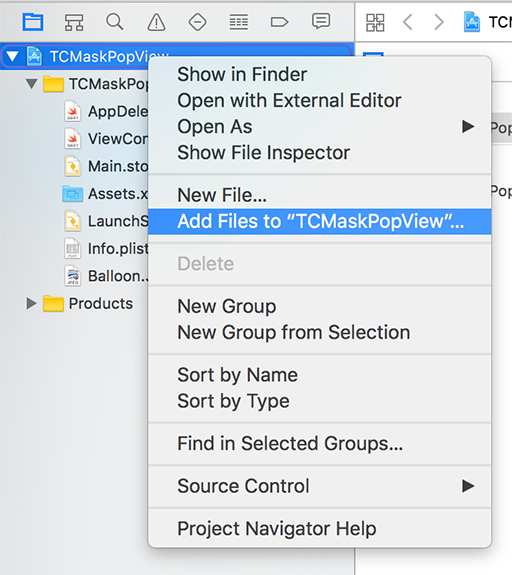 TCMaskPopView
TCMaskPop
AppDele
ViewCon
Main.sto
Assets.x
LaunchS
Info.plist
Balloon.
Products
Show in Finder
Open with External Editor
Open As
Show File Inspector
New File...
Add Files to “TCMaskPopView”...
Delete
New Group
New Group from Selection
Sort by Name
Sort by Type
Find in Selected Groups...
Source Control
Project Navigator Help
TCM
Pop
Pop